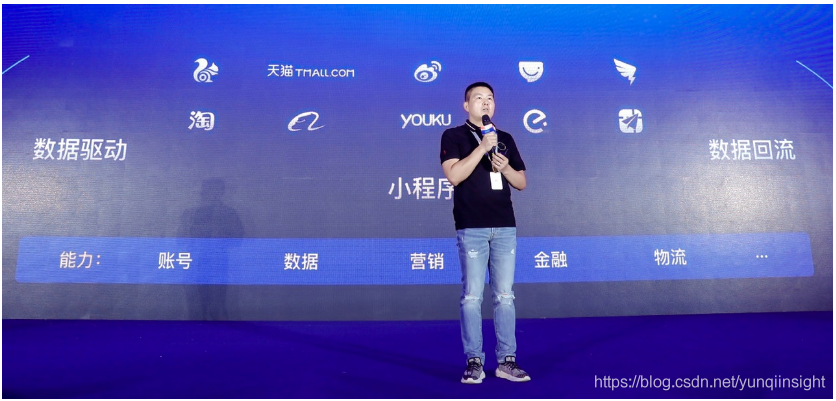 天猫 TMALL.COM
淘
YOUKU
数据驱动
数据回流
小程序
能力：
账号
数据
营销
金融
物流
...
https://blog.csdn.net/yunqiinsight